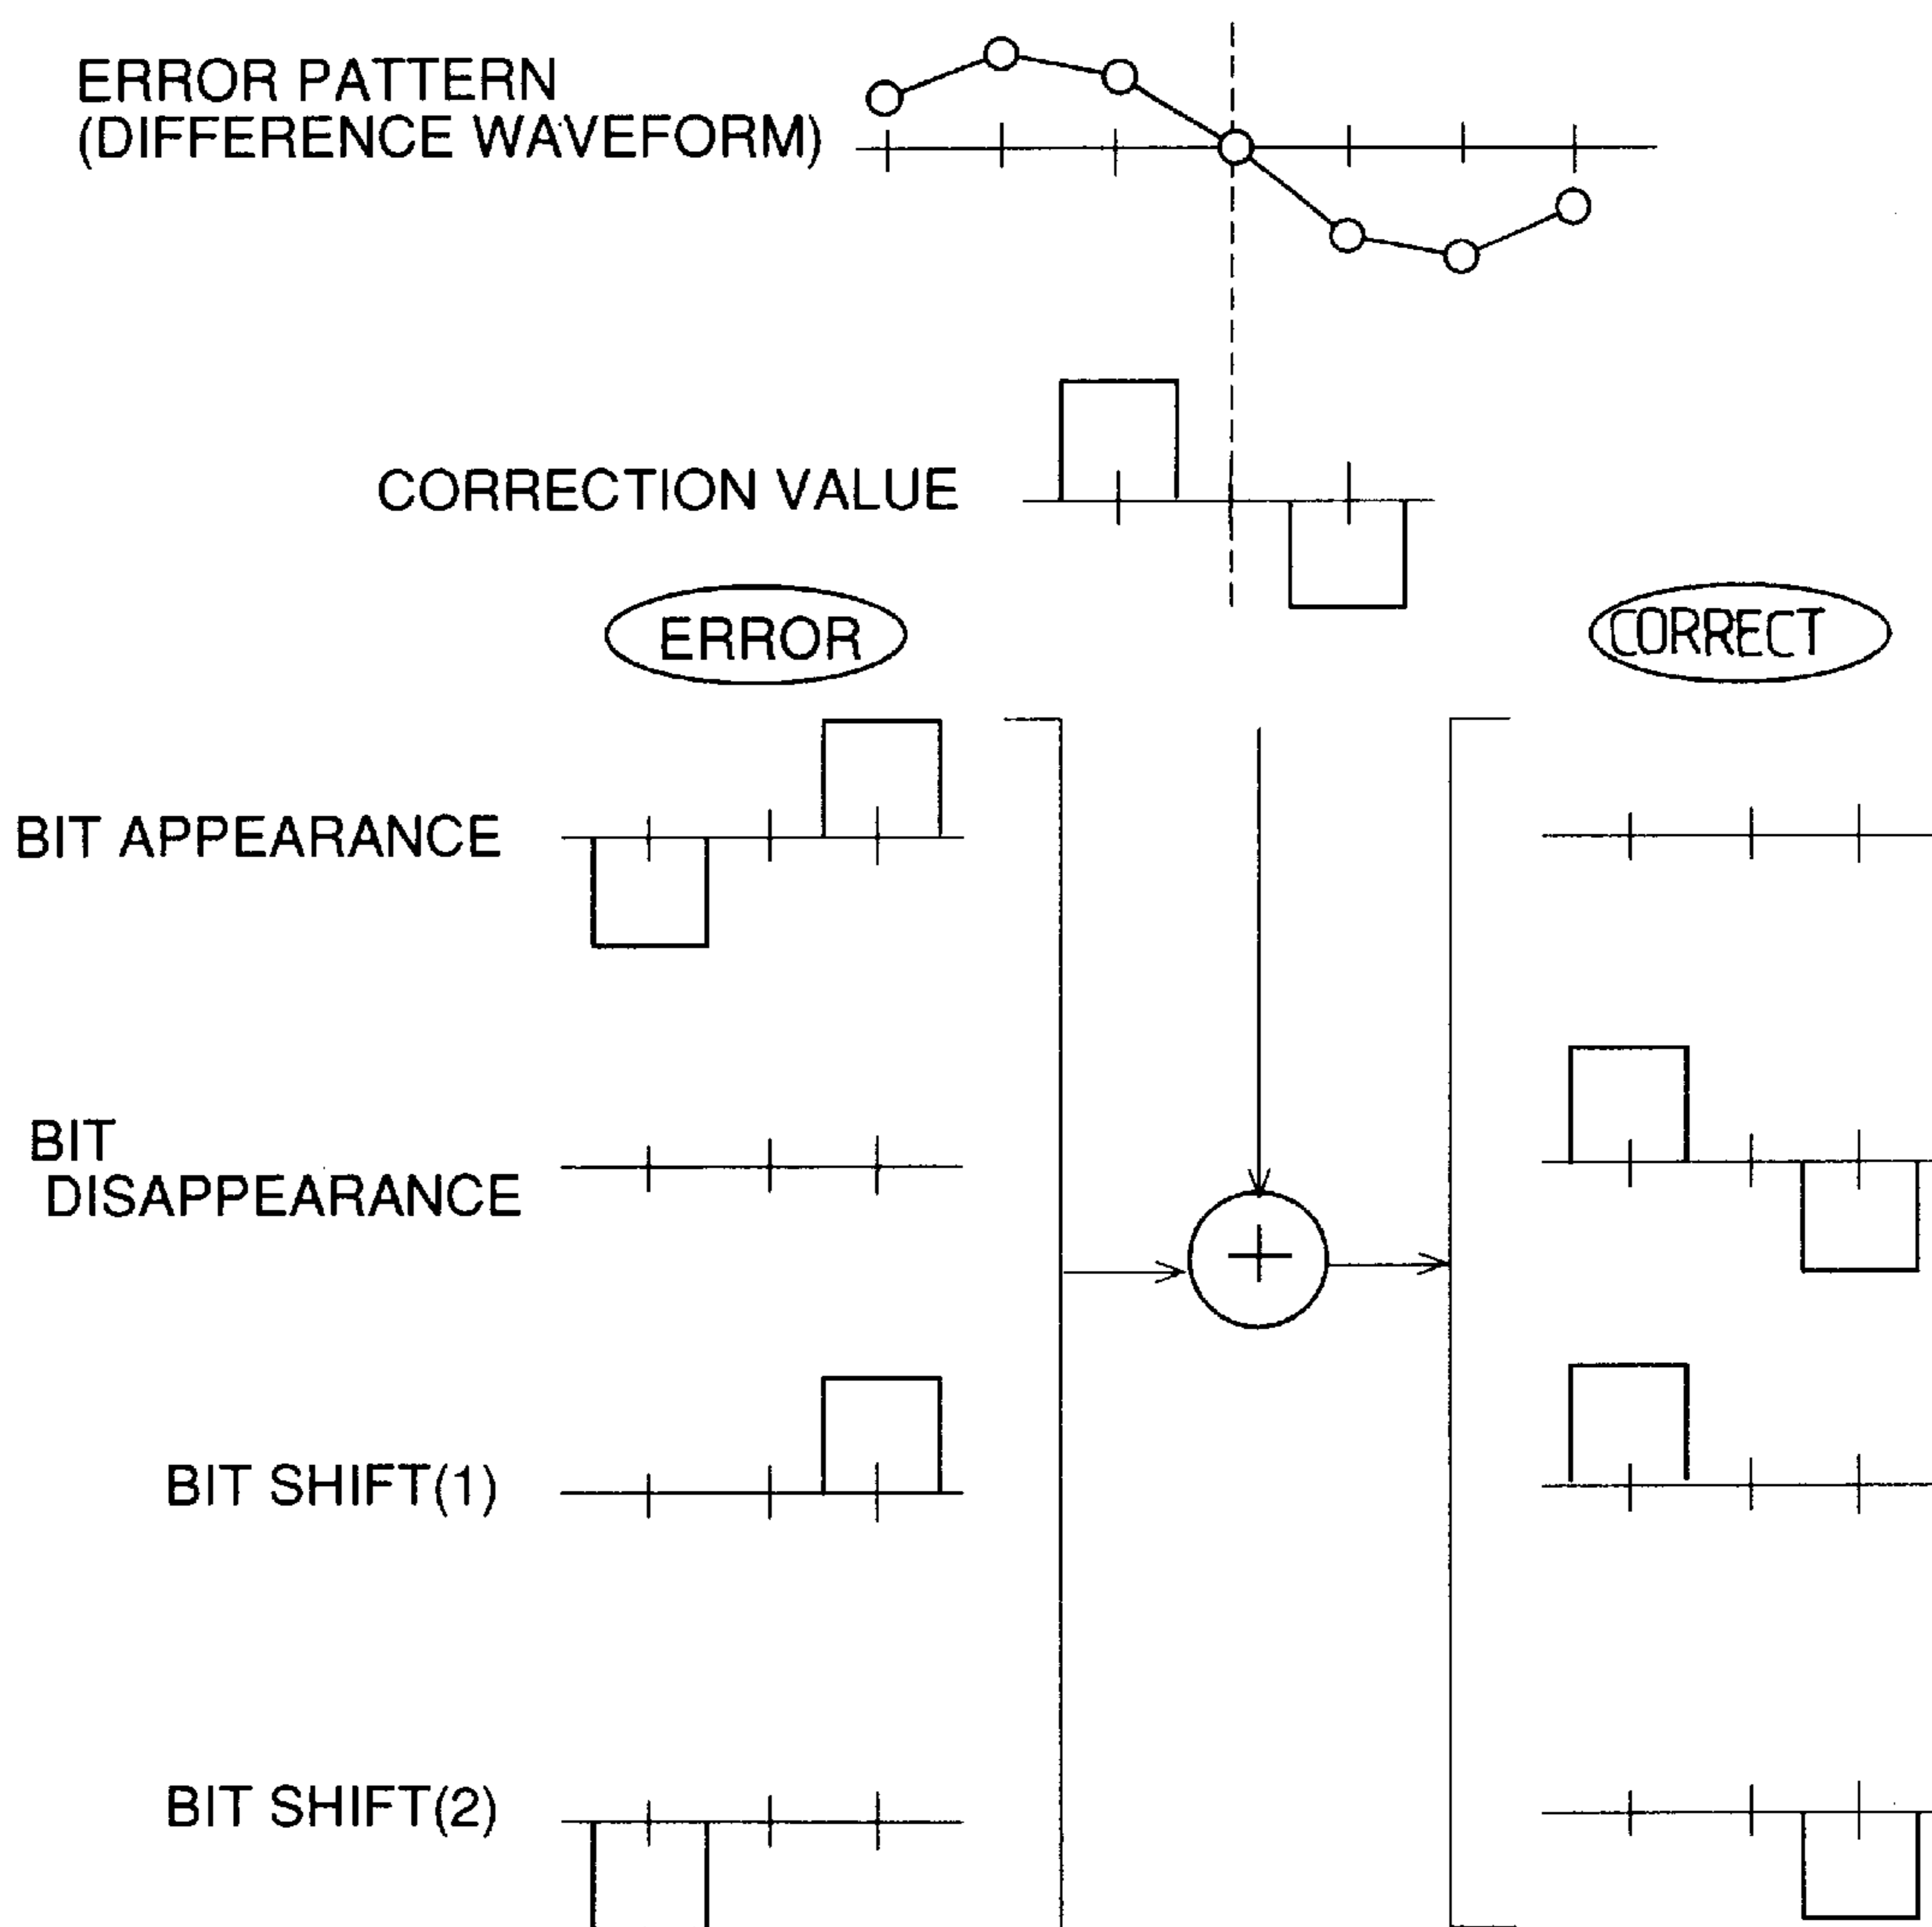 ERROR PATTERN
(DIFFERENCE WAVEFORM)
CORRECTION VALUE
ERROR
CORRECT
+
BIT APPEARANCE
BIT
DISAPPEARANCE
BIT SHIFT(1)
BIT SHIFT(2)